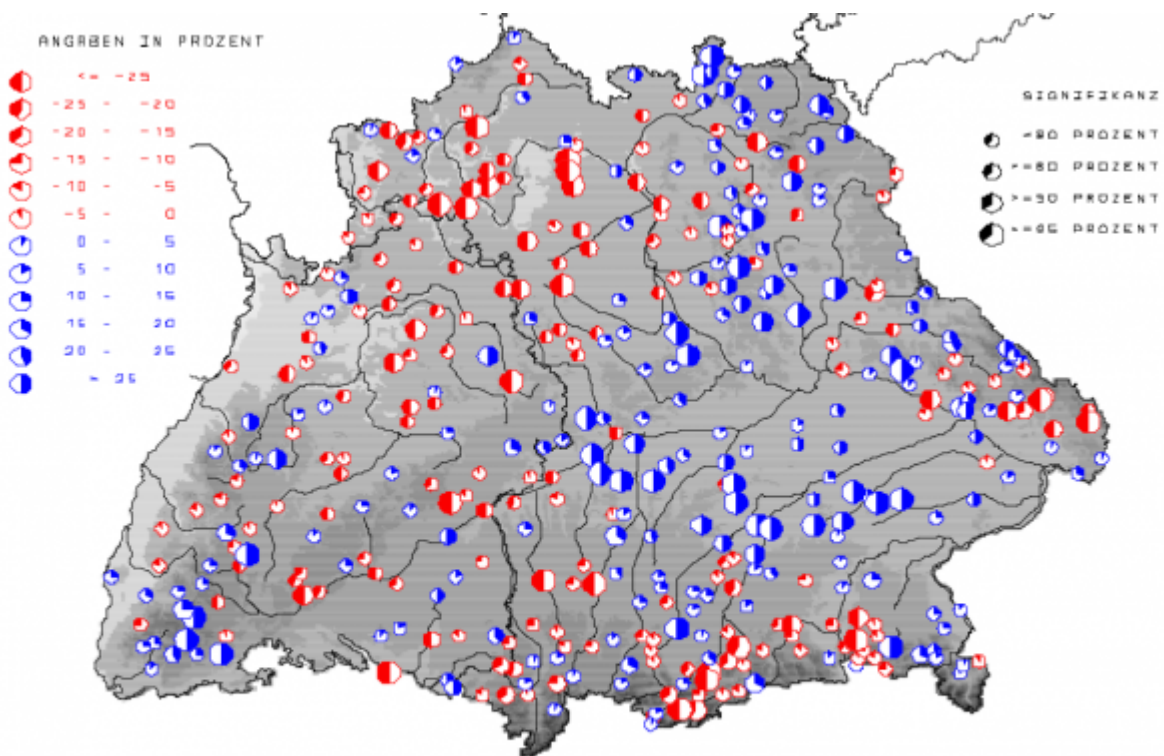 ANGABEN IN PROZENT
<= -25
-25 - -20
-20 - -15
-15 - -10
-10 - -5
-5 - 0
0 - 5
5 - 10
10 - 15
15 - 20
20 - 25
> 25
SIGNIFIKANZ
<80 PROZENT
>=80 PROZENT
>=90 PROZENT
>=95 PROZENT